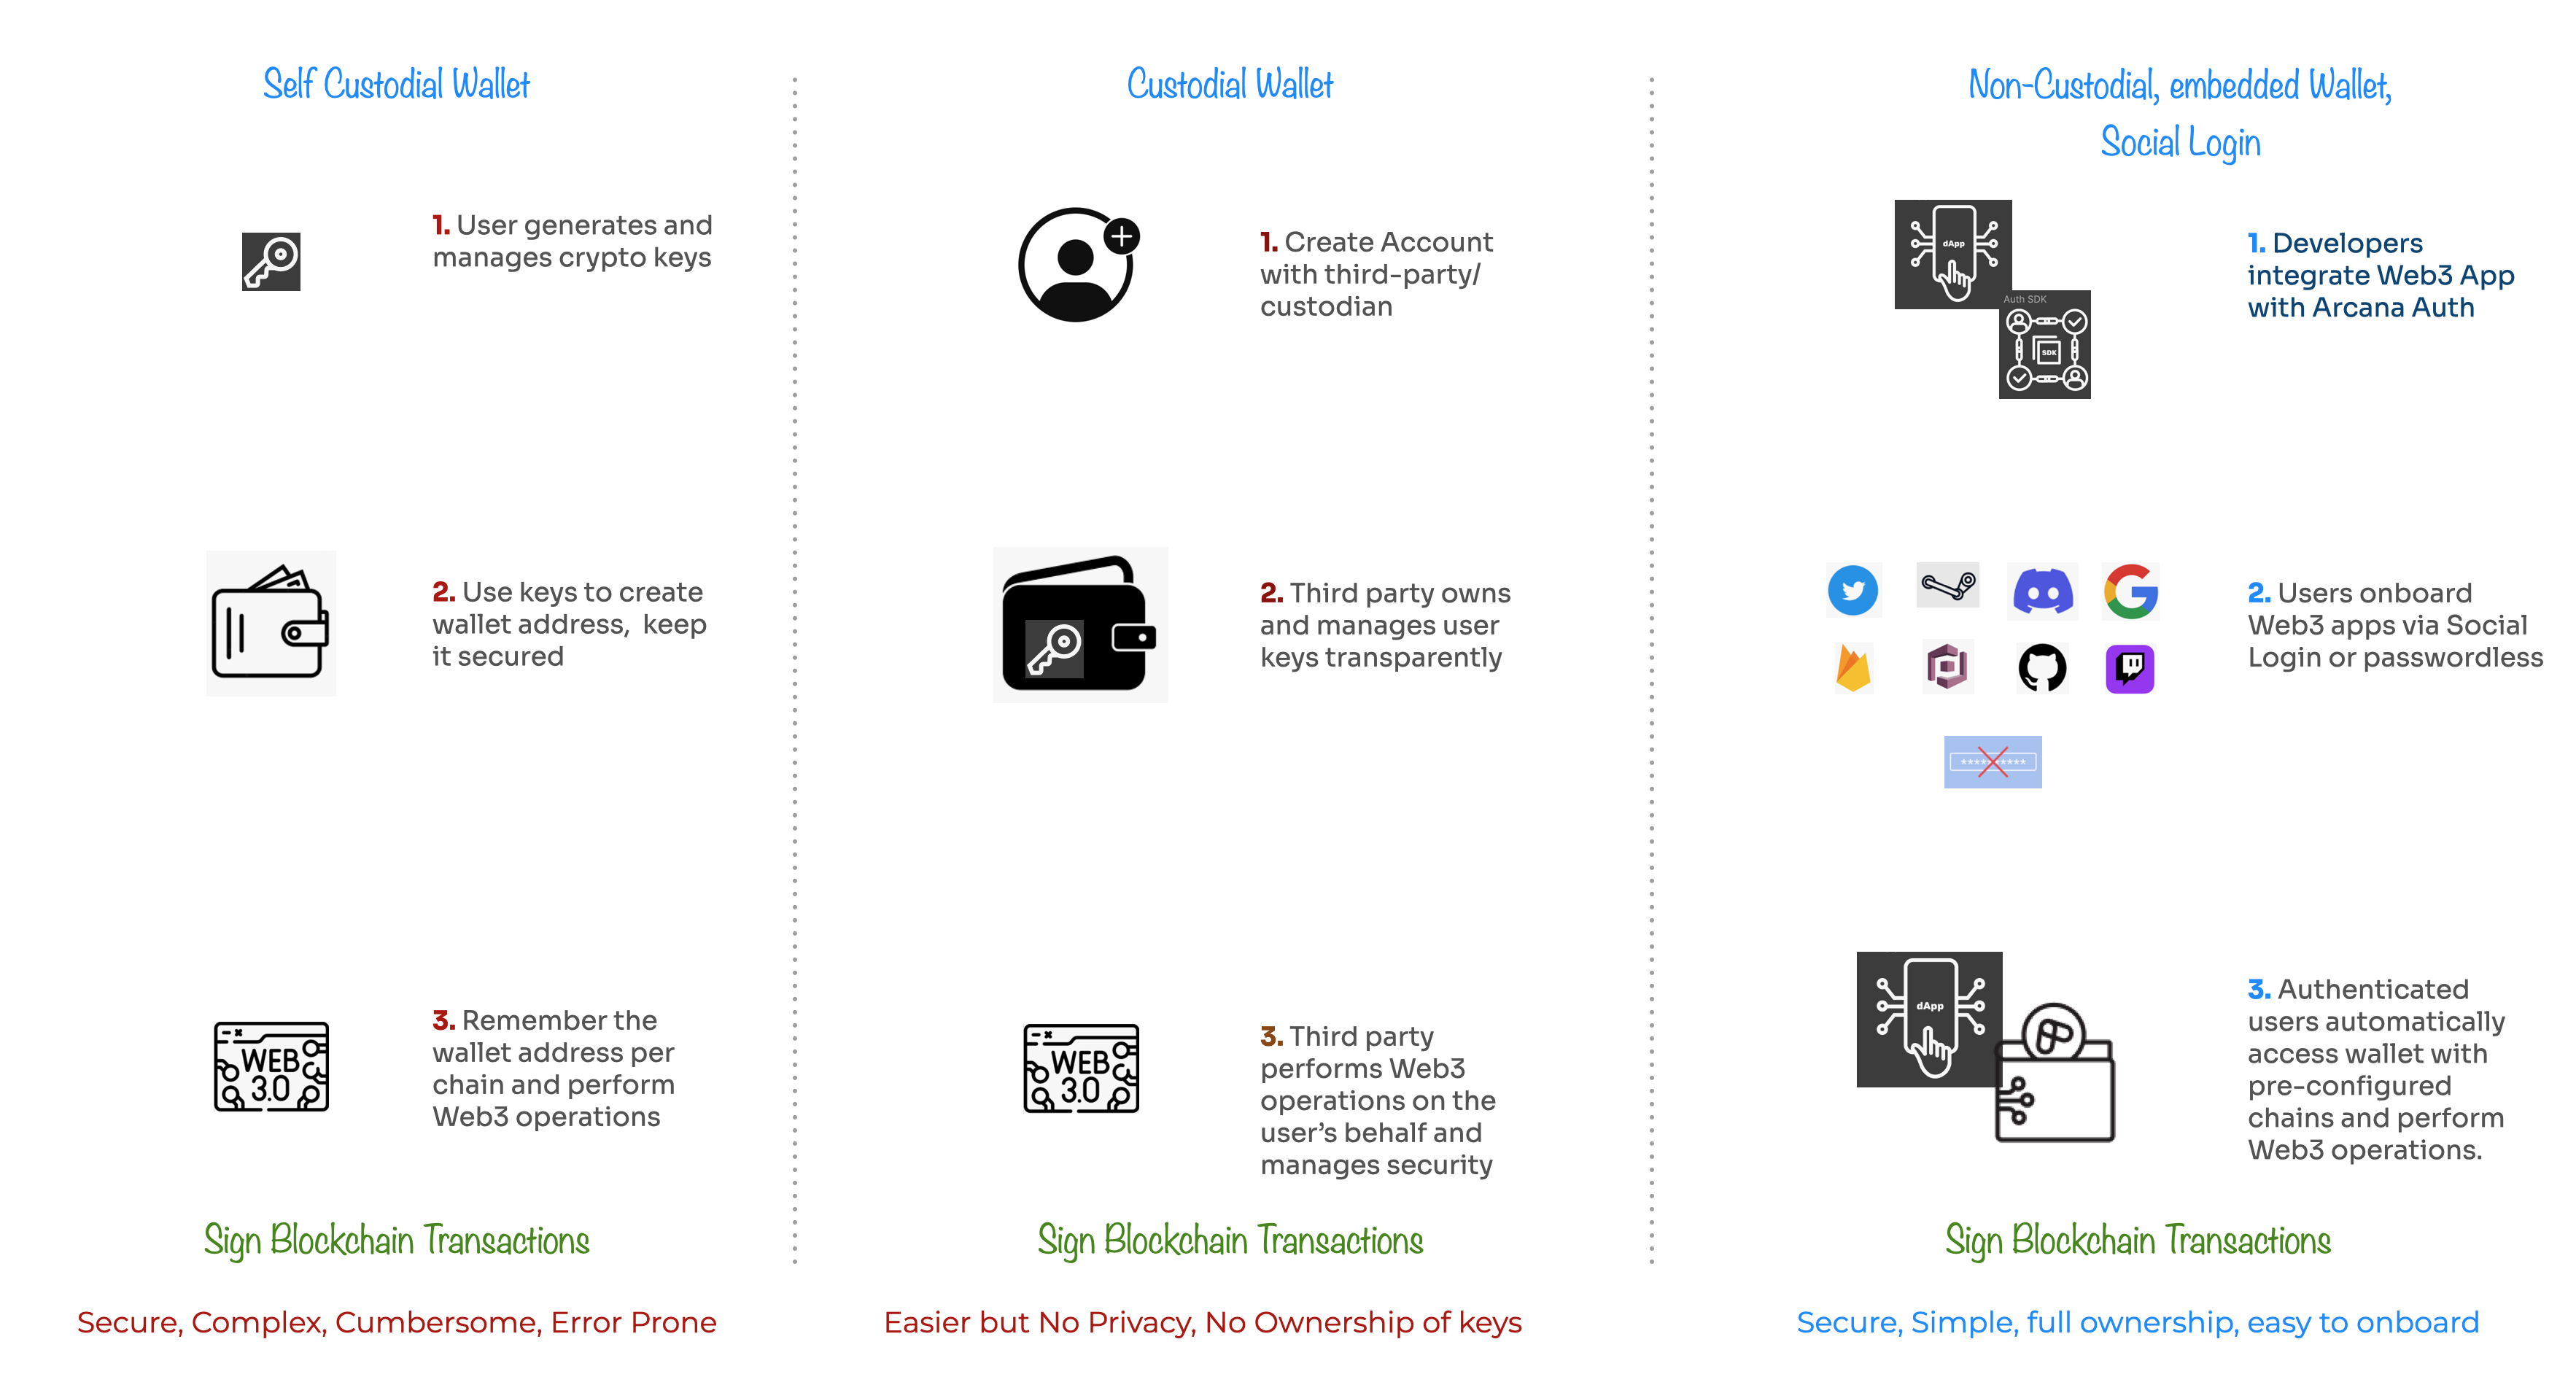 Self Custodial Wallet
1. User generates and
manages crypto keys
2. Use keys to create
wallet address, keep
it secured
WEB
3.0
3. Remember the
wallet address per
chain and perform
Web3 operations
Sign Blockchain Transactions
Secure, Complex, Cumbersome, Error Prone
Custodial Wallet
1. Create Account
with third-party/
custodian
2. Third party owns
and manages user
keys transparently
WEB
3.0
3. Third party
performs Web3
operations on the
user's behalf and
manages security
Sign Blockchain Transactions
Easier but No Privacy, No Ownership of keys
Non-Custodial, embedded Wallet,
Social Login
dApp
Auth SDK
SDK
1. Developers
integrate Web3 App
with Arcana Auth
2. Users onboard
Web3 apps via Social
Login or passwordless
dApp
3. Authenticated
users automatically
access wallet with
pre-configured
chains and perform
Web3 operations.
Sign Blockchain Transactions
Secure, Simple, full ownership, easy to onboard